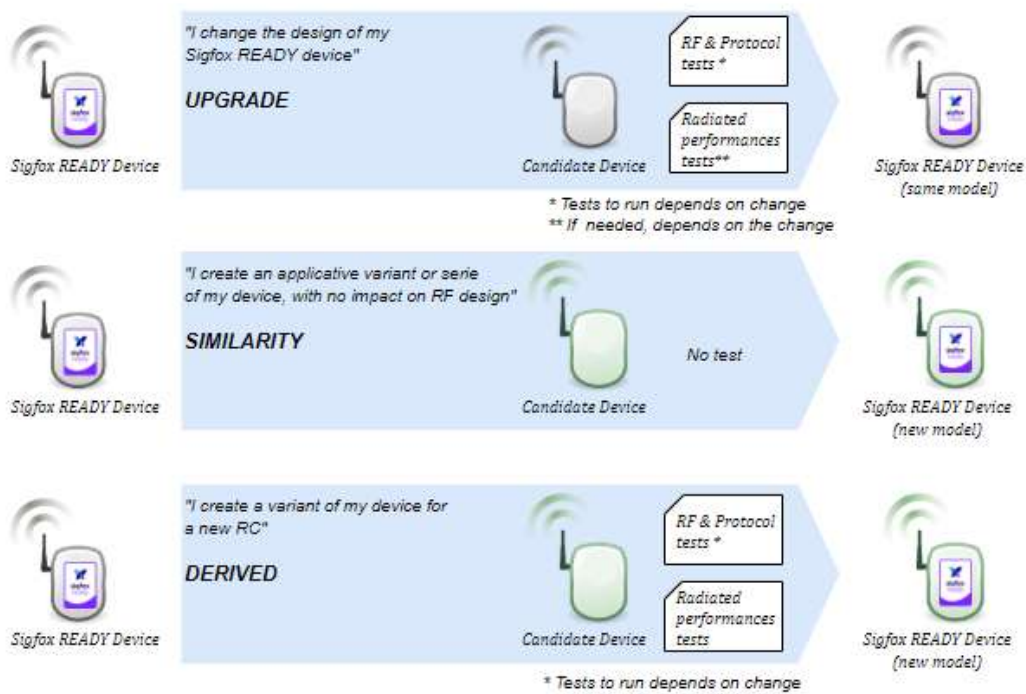 "I change the design of my
Sigfox READY device"
UPGRADE
RF & Protocol
tests *
Radiated
performances
tests**
Sigfox READY Device
Candidate Device
Sigfox READY Device
(same model)
* Tests to run depends on change
** If needed, depends on the change
"I create an applicative variant or serie
of my device, with no impact on RF design"
SIMILARITY
No test
Sigfox READY Device
Candidate Device
Sigfox READY Device
(new model)
"I create a variant of my device for
a new RC"
DERIVED
RF & Protocol
tests *
Radiated
performances
tests
Sigfox READY Device
Candidate Device
Sigfox READY Device
(new model)
* Tests to run depends on change